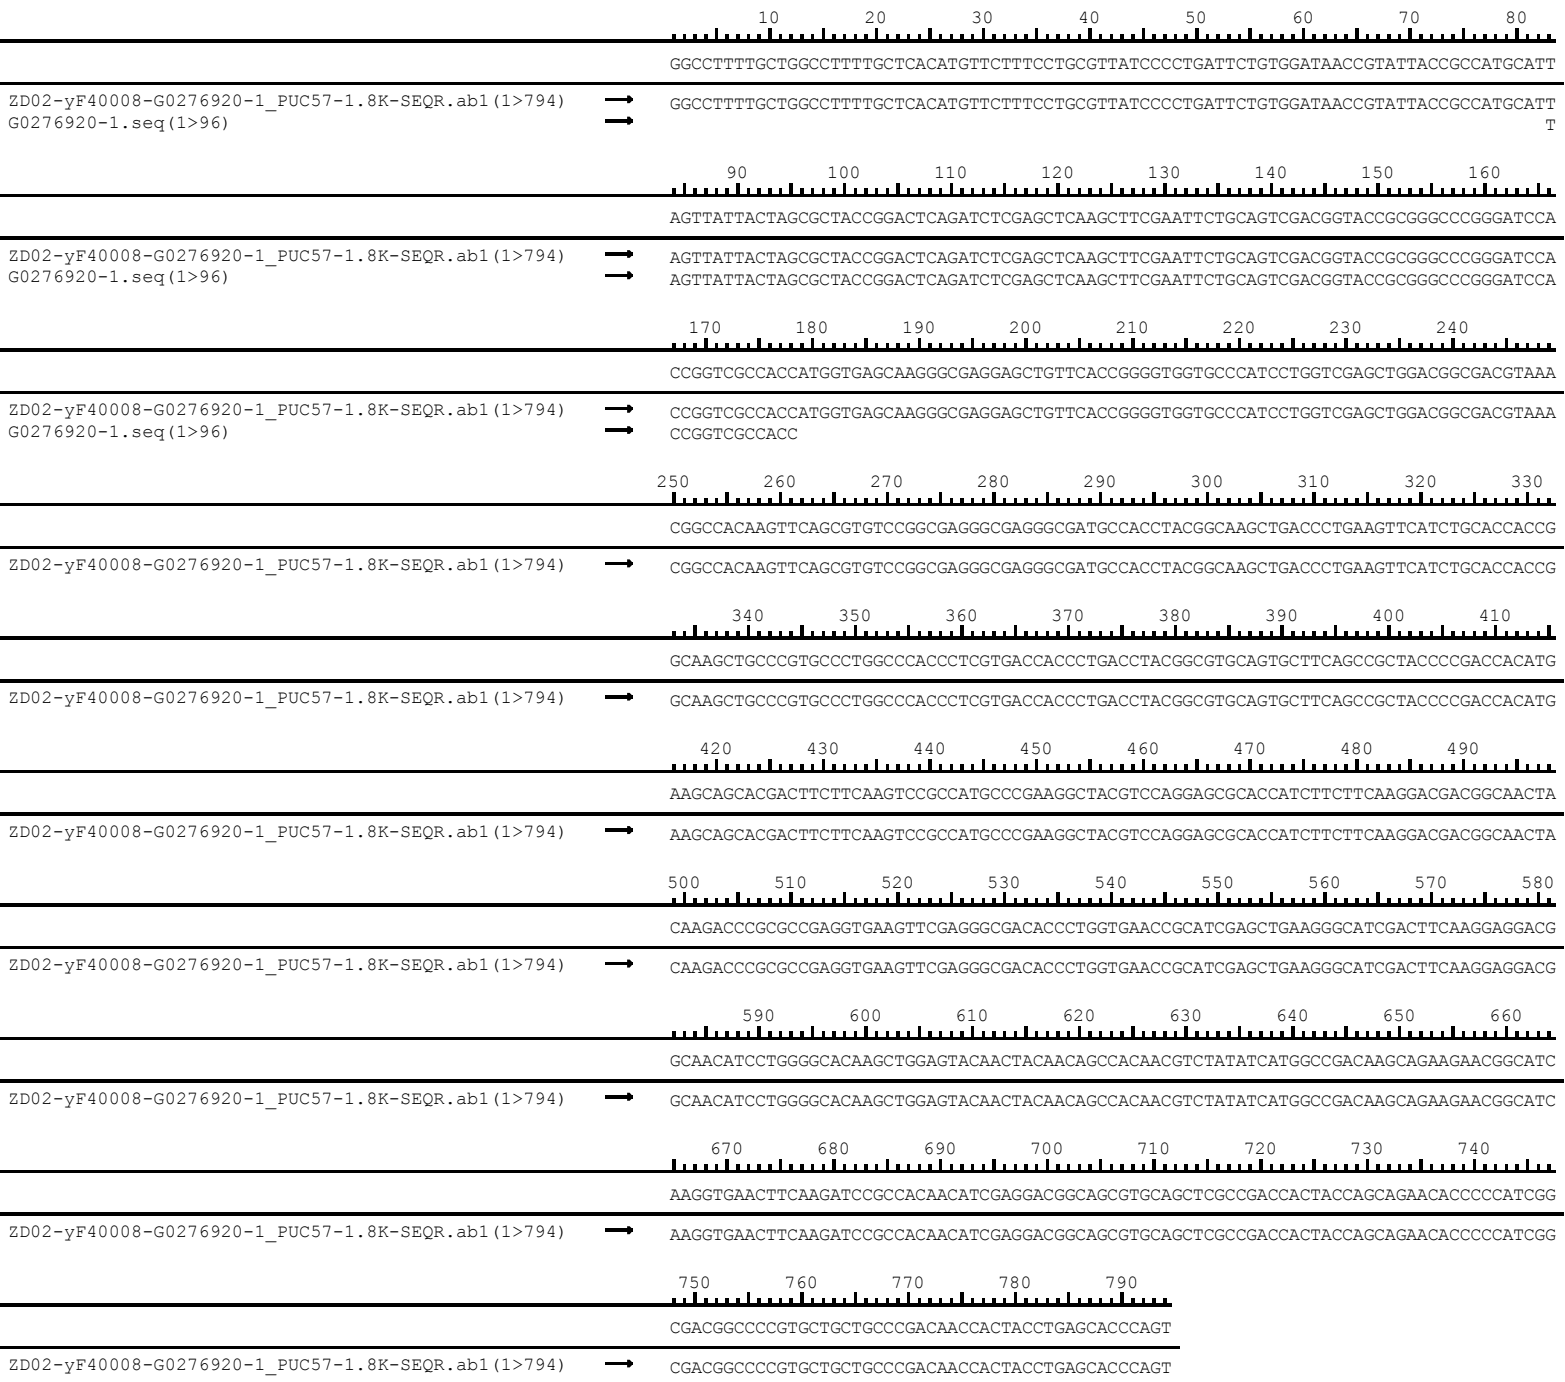 10 20 30 40 50 60 70 80
GGCCTTTTGCTGGCCTTTTGCTCACATGTTCTTTCCTGCGTTATCCCCTGATTCTGTGGATAACCGTATTACCGCCATGCATT
ZD02-yF40008-G0276920-1_PUC57-1.8K-SEQR.ab1(1>794) → GGCCTTTTGCTGGCCTTTTGCTCACATGTTCTTTCCTGCGTTATCCCCTGATTCTGTGGATAACCGTATTACCGCCATGCATT
G0276920-1.seq(1>96) → T
90 100 110 120 130 140 150 160
AGTTATTACTAGCGCTACCGGACTCAGATCTCGAGCTCAAGCTTCGAATTCTGCAGTCGACGGTACCGCGGGCCCGGGATCCA
ZD02-yF40008-G0276920-1_PUC57-1.8K-SEQR.ab1(1>794) → AGTTATTACTAGCGCTACCGGACTCAGATCTCGAGCTCAAGCTTCGAATTCTGCAGTCGACGGTACCGCGGGCCCGGGATCCA
G0276920-1.seq(1>96) → AGTTATTACTAGCGCTACCGGACTCAGATCTCGAGCTCAAGCTTCGAATTCTGCAGTCGACGGTACCGCGGGCCCGGGATCCA
170 180 190 200 210 220 230 240
CCGGTCGCCACCATGGTGAGCAAGGGCGAGGAGCTGTTCACCGGGGTGGTGCCCATCCTGGTCGAGCTGGACGGCGACGTAAA
ZD02-yF40008-G0276920-1_PUC57-1.8K-SEQR.ab1(1>794) → CCGGTCGCCACCATGGTGAGCAAGGGCGAGGAGCTGTTCACCGGGGTGGTGCCCATCCTGGTCGAGCTGGACGGCGACGTAAA
G0276920-1.seq(1>96) → CCGGTCGCCACC
250 260 270 280 290 300 310 320 330
CGGCCACAAGTTCAGCGTGTCCGGCGAGGGCGAGGGCGATGCCACCTACGGCAAGCTGACCCTGAAGTTCATCTGCACCACCG
ZD02-yF40008-G0276920-1_PUC57-1.8K-SEQR.ab1(1>794) → CGGCCACAAGTTCAGCGTGTCCGGCGAGGGCGAGGGCGATGCCACCTACGGCAAGCTGACCCTGAAGTTCATCTGCACCACCG
340 350 360 370 380 390 400 410
GCAAGCTGCCCGTGCCCTGGCCCACCCTCGTGACCACCCTGACCTACGGCGTGCAGTGCTTCAGCCGCTACCCCGACCACATG
ZD02-yF40008-G0276920-1_PUC57-1.8K-SEQR.ab1(1>794) → GCAAGCTGCCCGTGCCCTGGCCCACCCTCGTGACCACCCTGACCTACGGCGTGCAGTGCTTCAGCCGCTACCCCGACCACATG
420 430 440 450 460 470 480 490
AAGCAGCACGACTTCTTCAAGTCCGCCATGCCCGAAGGCTACGTCCAGGAGCGCACCATCTTCTTCAAGGACGACGGCAACTA
ZD02-yF40008-G0276920-1_PUC57-1.8K-SEQR.ab1(1>794) → AAGCAGCACGACTTCTTCAAGTCCGCCATGCCCGAAGGCTACGTCCAGGAGCGCACCATCTTCTTCAAGGACGACGGCAACTA
500 510 520 530 540 550 560 570 580
CAAGACCCGCGCCGAGGTGAAGTTCGAGGGCGACACCCTGGTGAACCGCATCGAGCTGAAGGGCATCGACTTCAAGGAGGACG
ZD02-yF40008-G0276920-1_PUC57-1.8K-SEQR.ab1(1>794) → CAAGACCCGCGCCGAGGTGAAGTTCGAGGGCGACACCCTGGTGAACCGCATCGAGCTGAAGGGCATCGACTTCAAGGAGGACG
590 600 610 620 630 640 650 660
GCAACATCCTGGGGCACAAGCTGGAGTACAACTACAACAGCCACAACGTCTATATCATGGCCGACAAGCAGAAGAACGGCATC
ZD02-yF40008-G0276920-1_PUC57-1.8K-SEQR.ab1(1>794) → GCAACATCCTGGGGCACAAGCTGGAGTACAACTACAACAGCCACAACGTCTATATCATGGCCGACAAGCAGAAGAACGGCATC
670 680 690 700 710 720 730 740
AAGGTGAACTTCAAGATCCGCCACAACATCGAGGACGGCAGCGTGCAGCTCGCCGACCACTACCAGCAGAACACCCCCATCGG
ZD02-yF40008-G0276920-1_PUC57-1.8K-SEQR.ab1(1>794) → AAGGTGAACTTCAAGATCCGCCACAACATCGAGGACGGCAGCGTGCAGCTCGCCGACCACTACCAGCAGAACACCCCCATCGG
750 760 770 780 790
CGACGGCCCCGTGCTGCTGCCCGACAACCACTACCTGAGCACCCAGT
ZD02-yF40008-G0276920-1_PUC57-1.8K-SEQR.ab1(1>794) → CGACGGCCCCGTGCTGCTGCCCGACAACCACTACCTGAGCACCCAGT